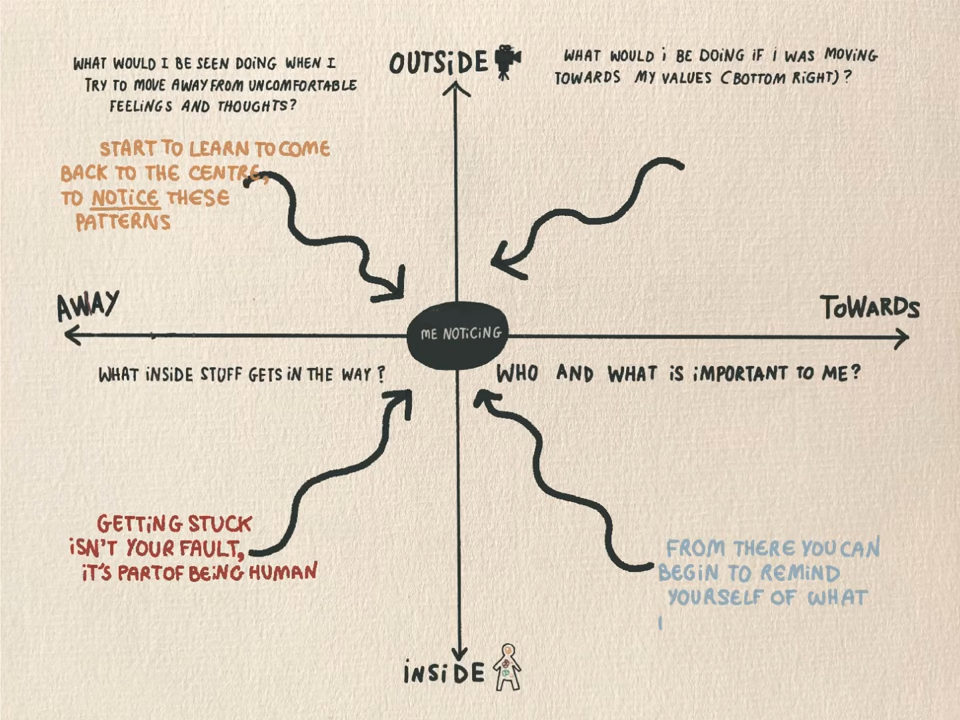 OUTSIDE
WHAT WOULD I BE SEEN DOING WHEN I
TRY TO MOVE AWAY FROM UNCOMFORTABLE
FEELINGS AND THOUGHTS?
WHAT WOULD i BE DOING IF I WAS MOVING
TOWARDS MY VALUES (BOTTOM RIGHT)?
START TO LEARN TO COME
BACK TO THE CENTRE,
TO NOTICE THESE
PATTERNS
AWAY
TOWARDS
ME NOTICING
WHAT INSIDE STUFF GETS IN THE WAY?
WHO AND WHAT IS IMPORTANT TO ME?
GETTING STUCK
ISN'T YOUR FAULT,
IT'S PART OF BEING HUMAN
FROM THERE YOU CAN
BEGIN TO REMIND
YOURSELF OF WHAT
I
INSIDE